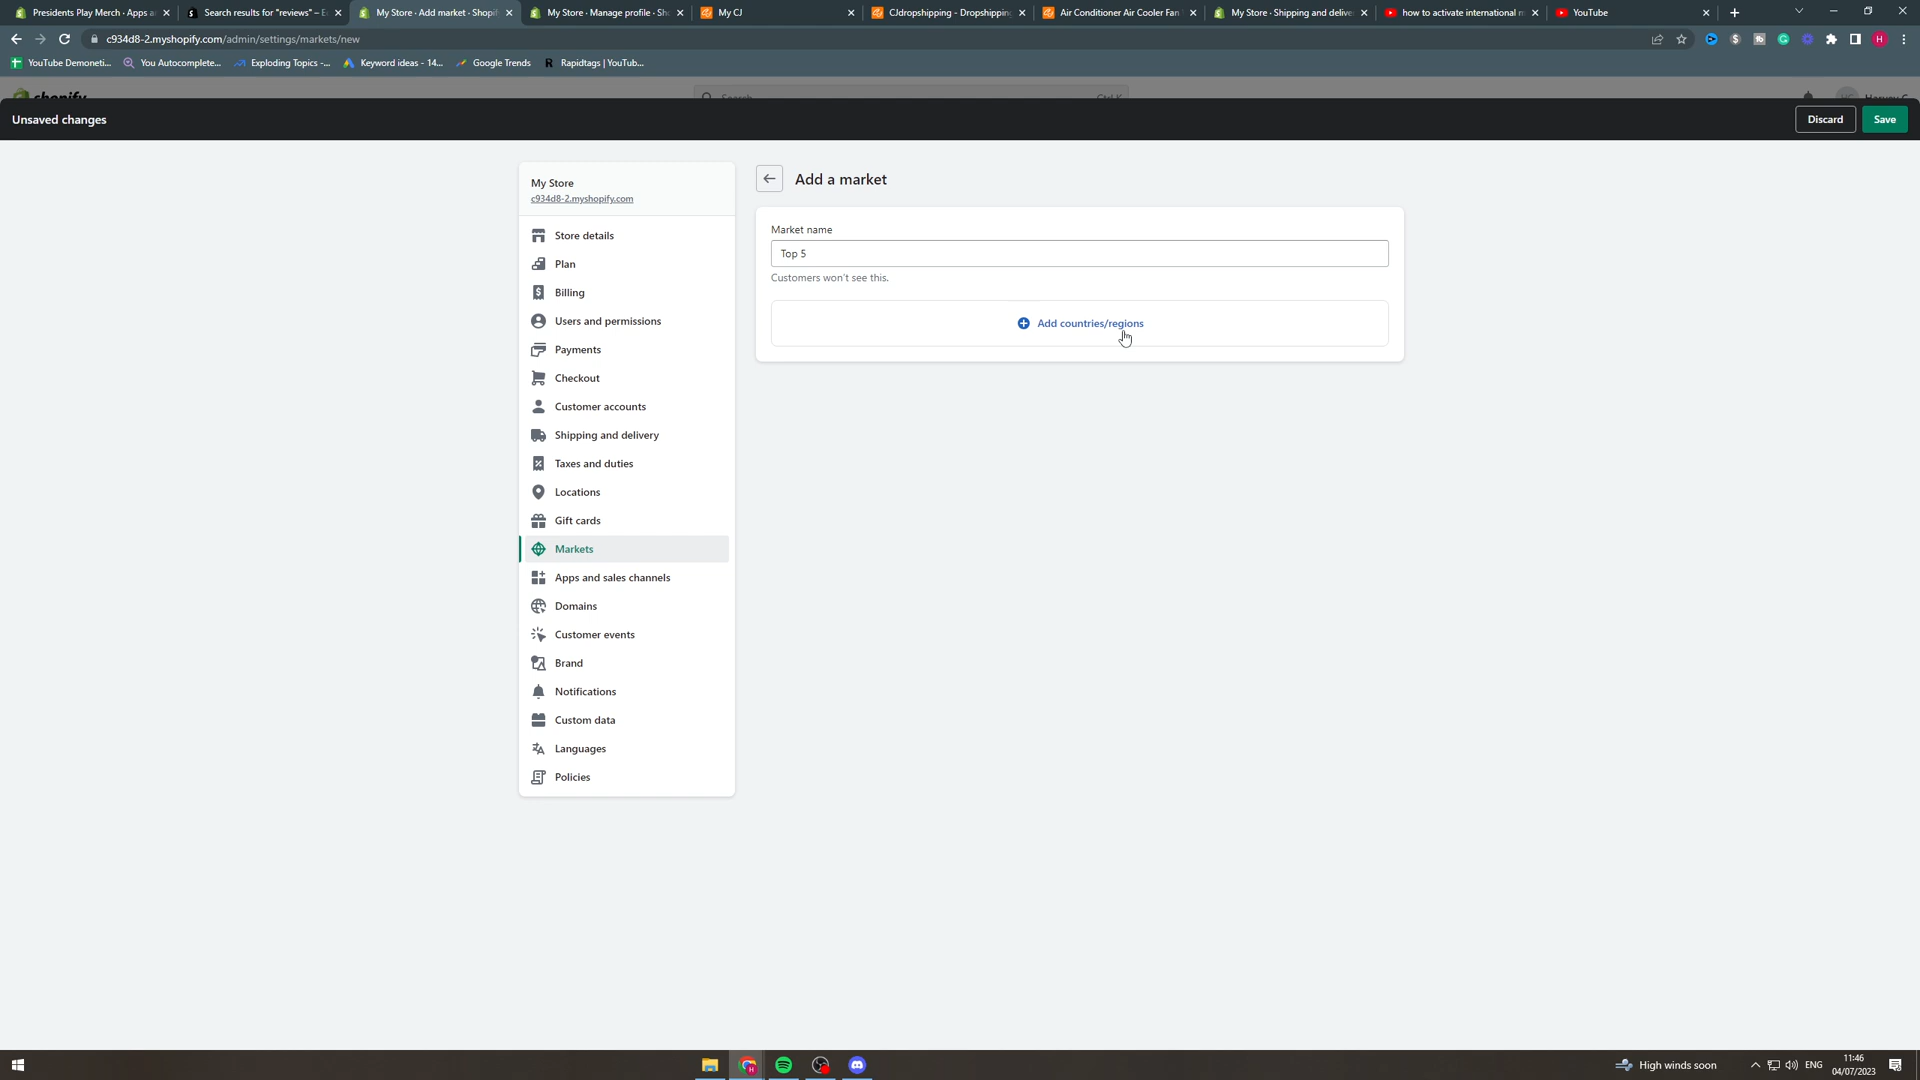 Presidents Play Merch · Apps a
Search results for "reviews" – E
My Store · Add market · Shopif
My Store · Manage profile · Sh
My CJ
CJdropshipping - Dropshipping
Air Conditioner Air Cooler Fan
My Store · Shipping and delive
how to activate international m
YouTube
c934d8-2.myshopify.com/admin/settings/markets/new
YouTube Demoneti...
You Autocomplete...
Exploding Topics -...
Keyword ideas - 14...
Google Trends
Rapidtags | YouTub...
shopify
Search
Ctrl K
Unsaved changes
Discard
Save
My Store
c934d8-2.myshopify.com
Store details
Plan
Billing
Users and permissions
Payments
Checkout
Customer accounts
Shipping and delivery
Taxes and duties
Locations
Gift cards
Markets
Apps and sales channels
Domains
Customer events
Brand
Notifications
Custom data
Languages
Policies
Add a market
Market name
Top 5
Customers won't see this.
Add countries/regions
High winds soon
ENG
11:46
04/07/2023